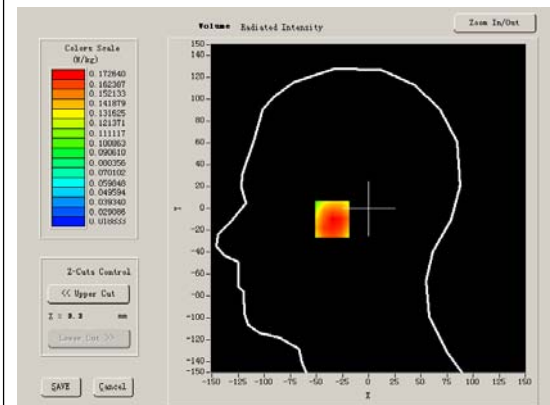 Volume Radiated Intensity
Zoom In/Out
Colors Scale
(W/kg)
0.172640
0.162387
0.152133
0.141879
0.131625
0.121371
0.111117
0.100863
0.090610
0.080356
0.070102
0.059848
0.049594
0.039340
0.029086
0.018833
Z-Cuts Control
<< Upper Cut
mm
Lower Cut >>
SAVE
Cancel
150
140
120
100
80
60
40
20
0
-20
-40
-60
-80
-100
-120
-140
-150
Y
-150 -125 -100 -75 -50 -25 0 25 50 75 100 125 150
X